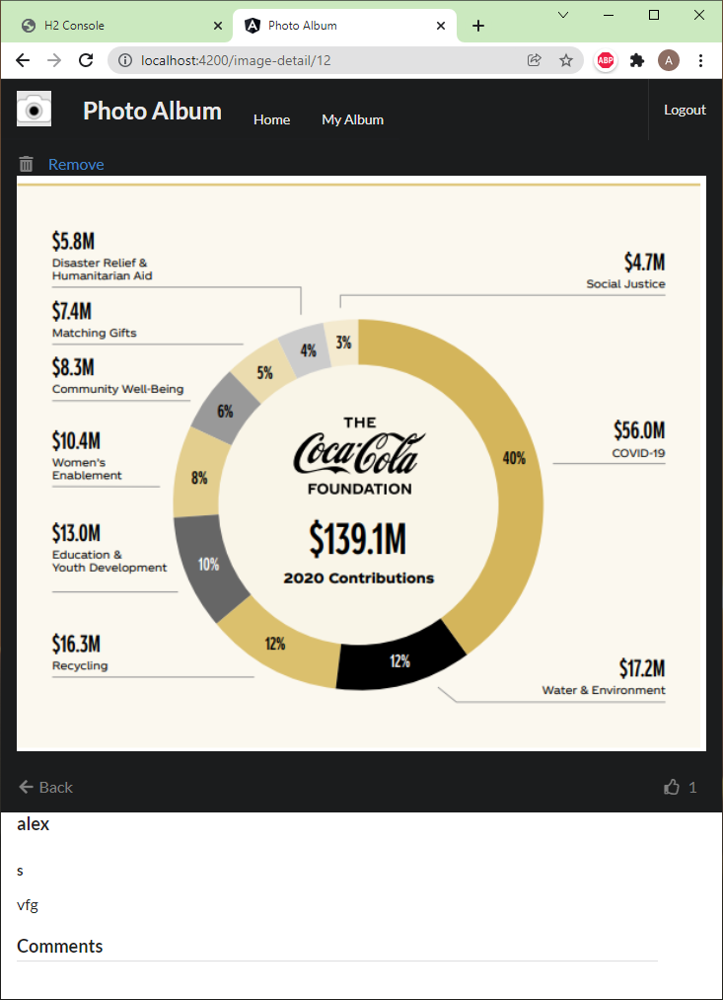 H2 Console
Photo Album
localhost:4200/image-detail/12
ABP
A
Photo Album
Home
My Album
Logout
Remove
$5.8M
Disaster Relief &
Humanitarian Aid
$4.7M
Social Justice
$7.4M
Matching Gifts
$8.3M
Community Well-Being
3%
4%
5%
6%
$10.4M
Women's
Enablement
8%
THE
Coca-Cola
FOUNDATION
$139.1M
2020 Contributions
40%
$56.0M
COVID-19
$13.0M
Education &
Youth Development
10%
$16.3M
Recycling
12%
12%
$17.2M
Water & Environment
Back
1
alex
s
vfg
Comments